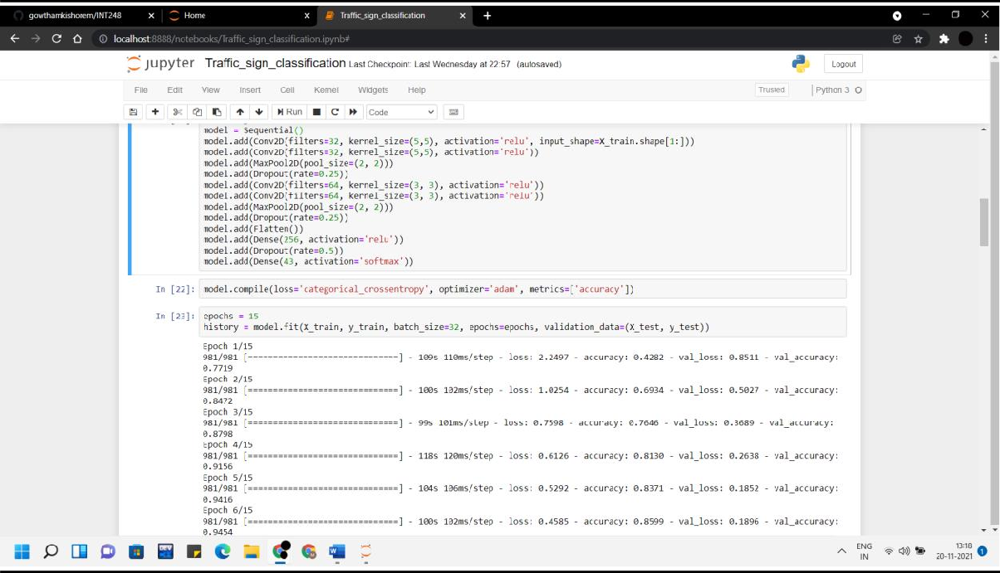 gowthamkishorem/INT248
Home
Traffic_sign_classification
localhost:8888/notebooks/Traffic_sign_classification.ipynb#
jupyter Traffic_sign_classification Last Checkpoint: Last Wednesday at 22:57 (autosaved)
Logout
File Edit View Insert Cell Kernel Widgets Help
Trusted
Python 3
Run
Code
model = Sequential()
model.add(Conv2D(filters=32, kernel_size=(5,5), activation='relu', input_shape=X_train.shape[1:]))
model.add(Conv2D(filters=32, kernel_size=(5,5), activation='relu'))
model.add(MaxPool2D(pool_size=(2, 2)))
model.add(Dropout(rate=0.25))
model.add(Conv2D(filters=64, kernel_size=(3, 3), activation='relu'))
model.add(Conv2D(filters=64, kernel_size=(3, 3), activation='relu'))
model.add(MaxPool2D(pool_size=(2, 2)))
model.add(Dropout(rate=0.25))
model.add(Flatten())
model.add(Dense(256, activation='relu'))
model.add(Dropout(rate=0.5))
model.add(Dense(43, activation='softmax'))
In [22]: model.compile(loss='categorical_crossentropy', optimizer='adam', metrics=['accuracy'])
In [23]: epochs = 15
history = model.fit(X_train, y_train, batch_size=32, epochs=epochs, validation_data=(X_test, y_test))
Epoch 1/15
981/981 [==============================] - 109s 110ms/step - loss: 2.2497 - accuracy: 0.4282 - val_loss: 0.8511 - val_accuracy:
0.7719
Epoch 2/15
981/981 [==============================] - 100s 102ms/step - loss: 1.0254 - accuracy: 0.6934 - val_loss: 0.5027 - val_accuracy:
0.8472
Epoch 3/15
981/981 [==============================] - 99s 101ms/step - loss: 0.7598 - accuracy: 0.7646 - val_loss: 0.3689 - val_accuracy:
0.8798
Epoch 4/15
981/981 [==============================] - 118s 120ms/step - loss: 0.6126 - accuracy: 0.8130 - val_loss: 0.2638 - val_accuracy:
0.9156
Epoch 5/15
981/981 [==============================] - 104s 106ms/step - loss: 0.5292 - accuracy: 0.8371 - val_loss: 0.1852 - val_accuracy:
0.9416
Epoch 6/15
981/981 [==============================] - 100s 102ms/step - loss: 0.4585 - accuracy: 0.8599 - val_loss: 0.1896 - val_accuracy:
0.9454
DEV
W
ENG
IN
13:10
20-11-2021
1